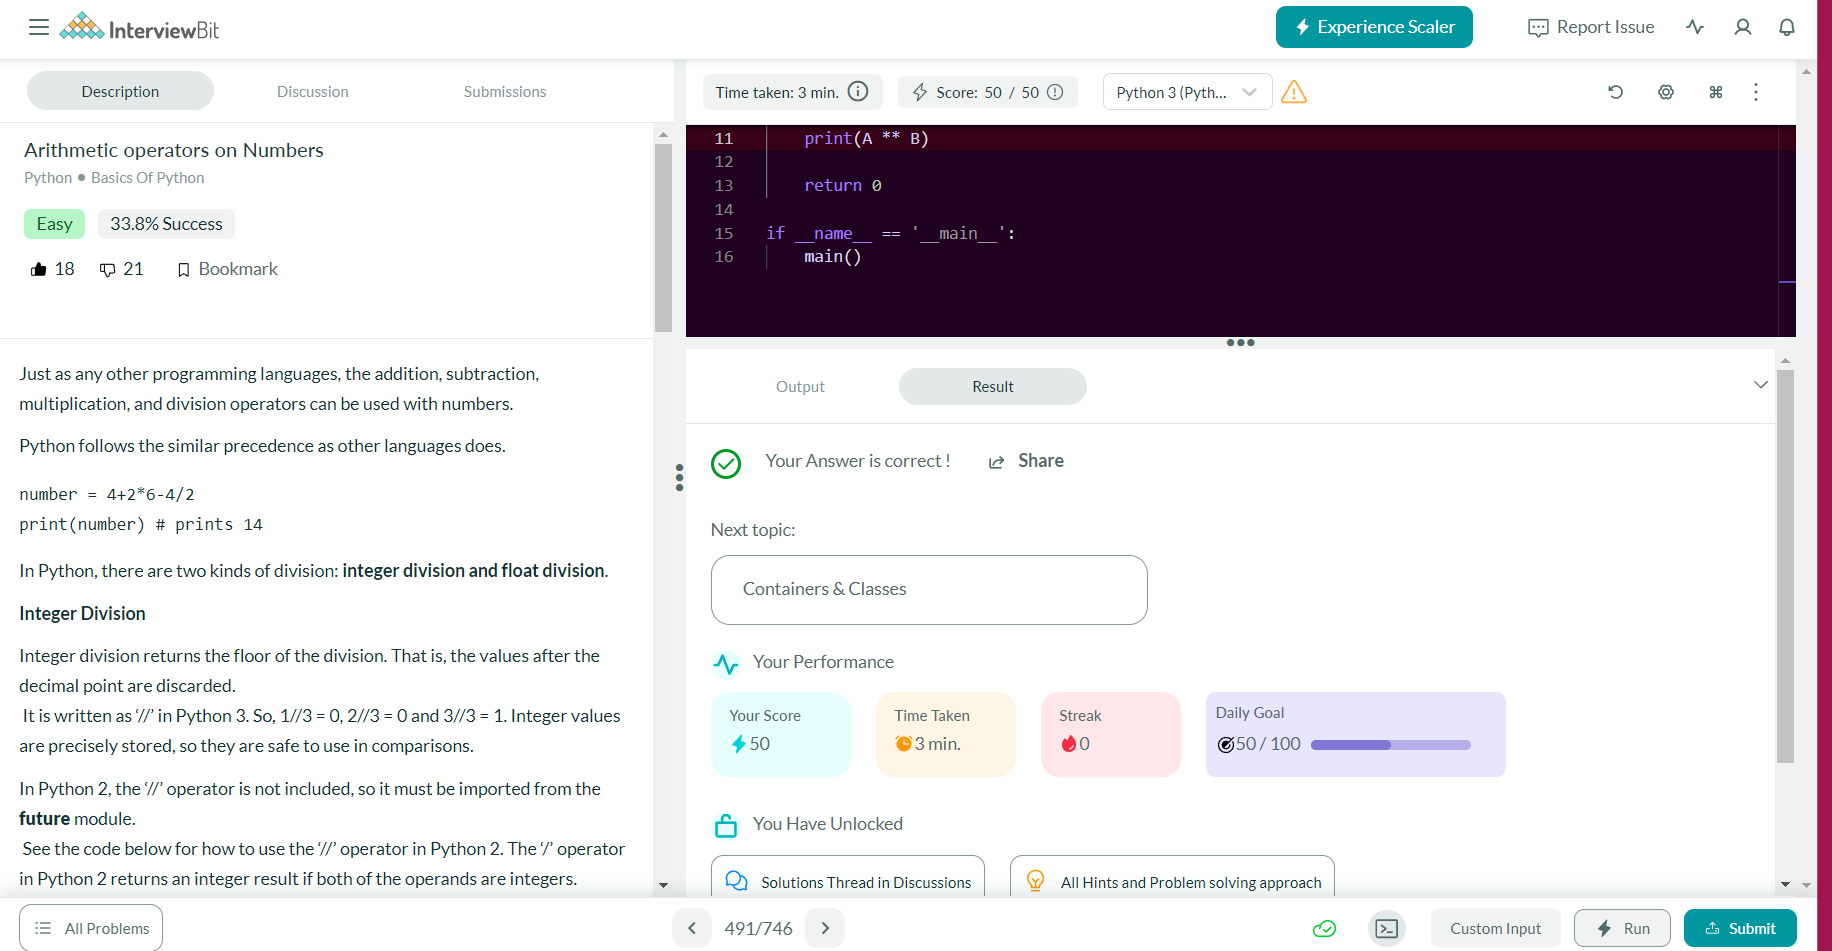 InterviewBit
Experience Scaler
Report Issue
Description
Discussion
Submissions
Time taken: 3 min.
Score: 50 / 50
Python 3 (Pyth...
Arithmetic operators on Numbers
Python • Basics Of Python
Easy
33.8% Success
18
21
Bookmark
Just as any other programming languages, the addition, subtraction,
multiplication, and division operators can be used with numbers.
Python follows the similar precedence as other languages does.
number = 4+2*6-4/2
print(number) # prints 14
In Python, there are two kinds of division: integer division and float division.
Integer Division
Integer division returns the floor of the division. That is, the values after the
decimal point are discarded.
It is written as ‘//’ in Python 3. So, 1//3 = 0, 2//3 = 0 and 3//3 = 1. Integer values
are precisely stored, so they are safe to use in comparisons.
In Python 2, the ‘//’ operator is not included, so it must be imported from the
future module.
See the code below for how to use the ‘//’ operator in Python 2. The ‘/’ operator
in Python 2 returns an integer result if both of the operands are integers.
11 print(A ** B)
12
13 return 0
14
15 if __name__ == '__main__':
16 main()
Output
Result
Your Answer is correct !
Share
Next topic:
Containers & Classes
Your Performance
Your Score
50
Time Taken
3 min.
Streak
0
Daily Goal
50 / 100
You Have Unlocked
Solutions Thread in Discussions
All Hints and Problem solving approach
All Problems
491/746
Custom Input
Run
Submit